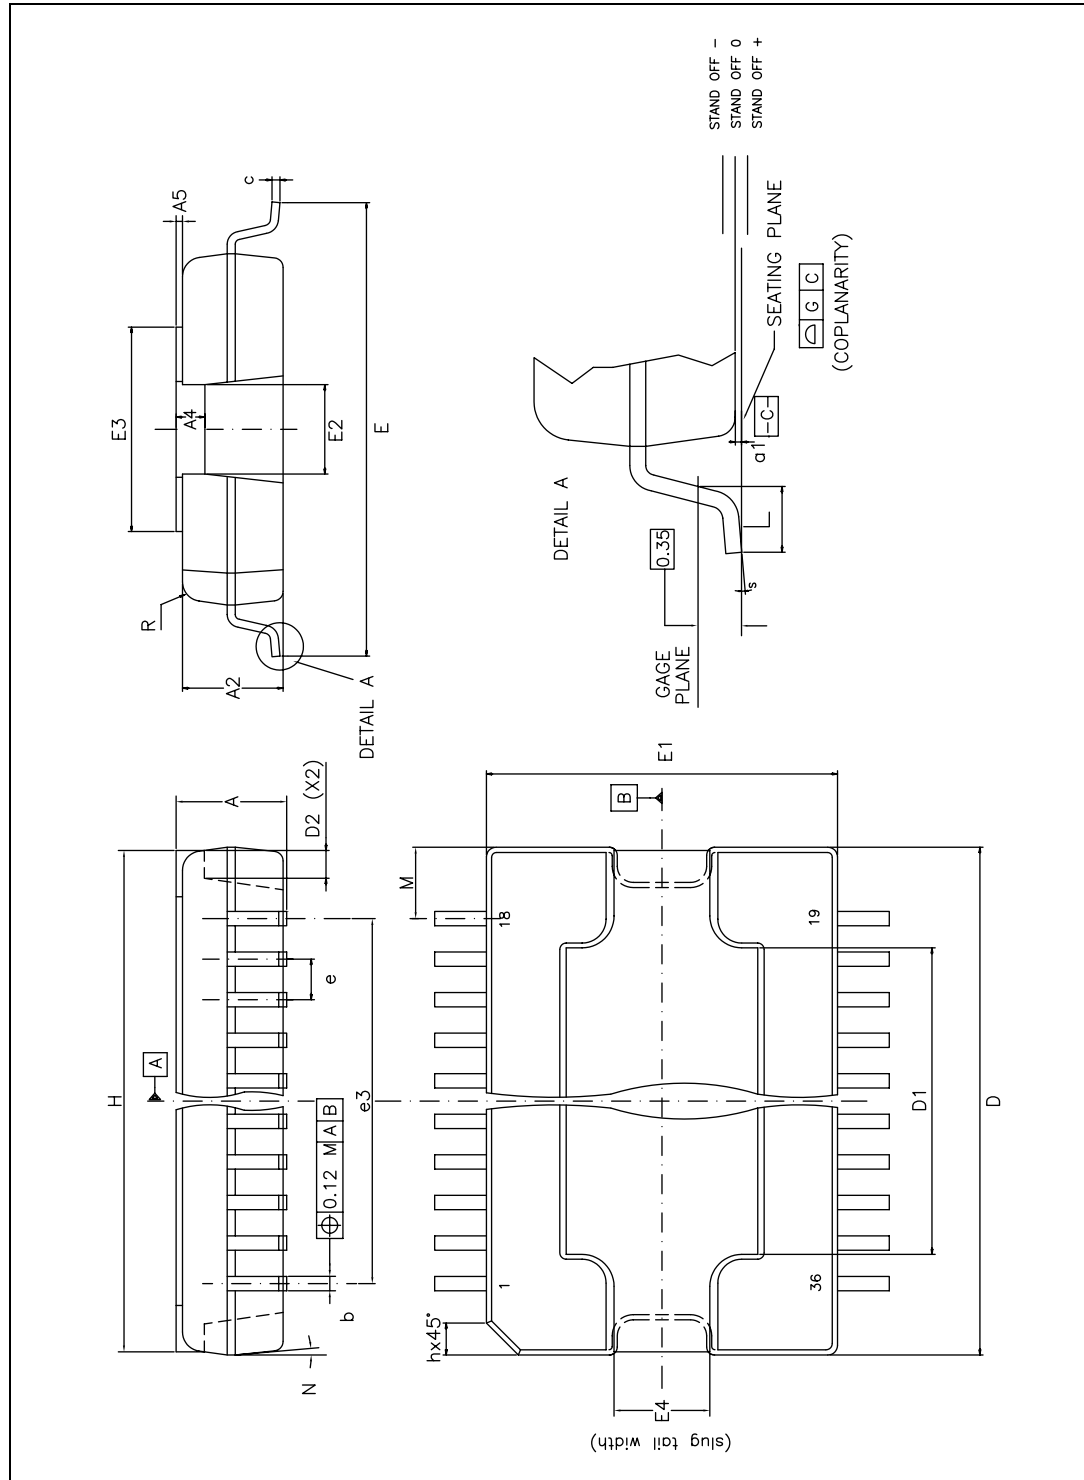 H
A
A
D2 (X2)
e
e3
⌖ 0.12 M A B
b
N
E3
A5
c
A4
E2
E
R
A2
DETAIL A
hx45°
M
1
18
19
36
B
E1
D1
D
E4
(slug tail width)
DETAIL A
0.35
GAGE
PLANE
s
L
a1
-C-
SEATING PLANE
⌓ G C
(COPLANARITY)
STAND OFF -
STAND OFF 0
STAND OFF +